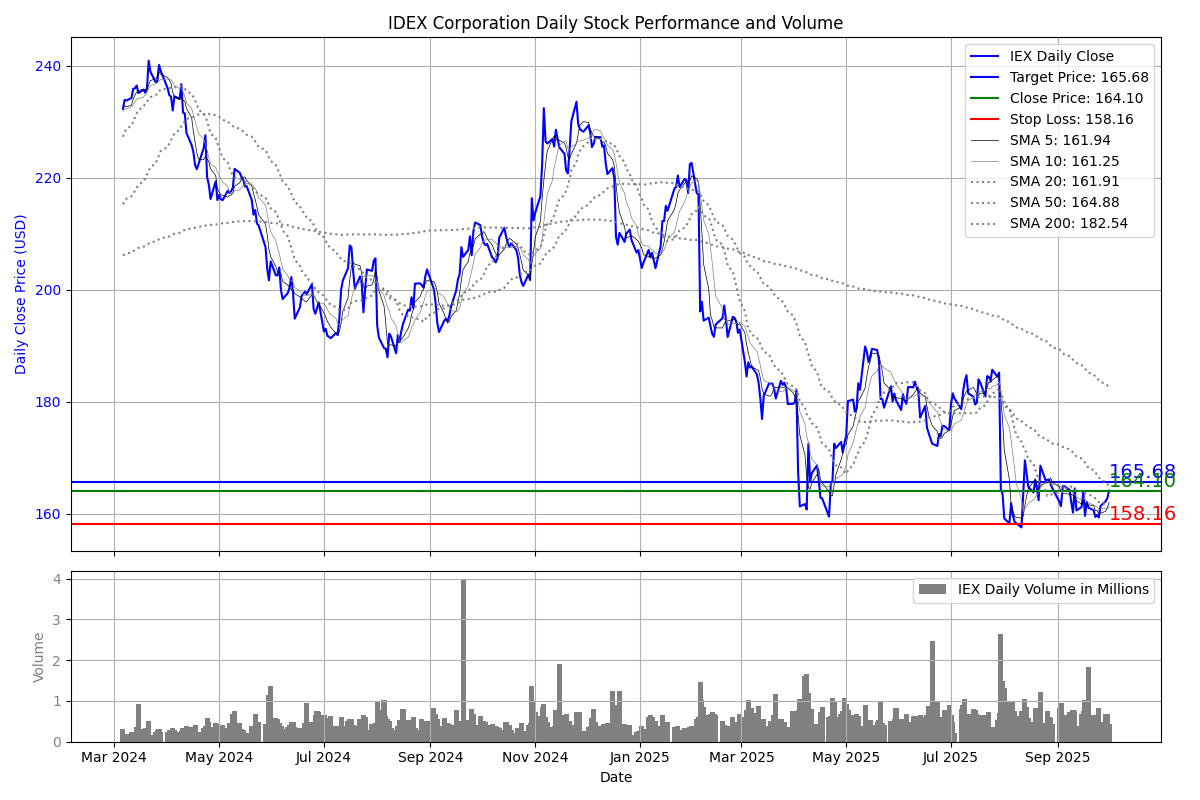 IDEX Corporation Daily Stock Performance and Volume
Daily Close Price (USD)
240
220
200
180
160
IEX Daily Close
Target Price: 165.68
Close Price: 164.10
Stop Loss: 158.16
SMA 5: 161.94
SMA 10: 161.25
SMA 20: 161.91
SMA 50: 164.88
SMA 200: 182.54
165.68
164.10
158.16
Volume
4
3
2
1
0
IEX Daily Volume in Millions
Mar 2024 May 2024 Jul 2024 Sep 2024 Nov 2024 Jan 2025 Mar 2025 May 2025 Jul 2025 Sep 2025
Date